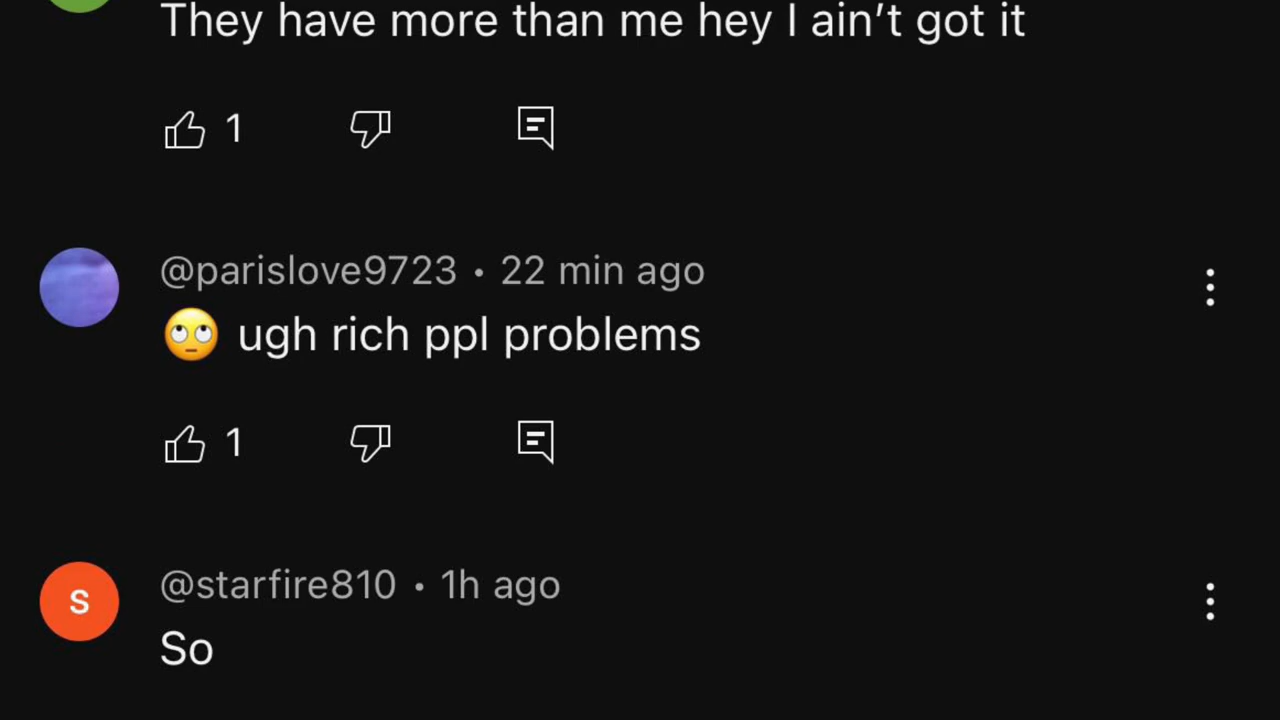 They have more than me hey I ain’t got it
1
@parislove9723 • 22 min ago
🙄 ugh rich ppl problems
1
S
@starfire810 • 1h ago
So